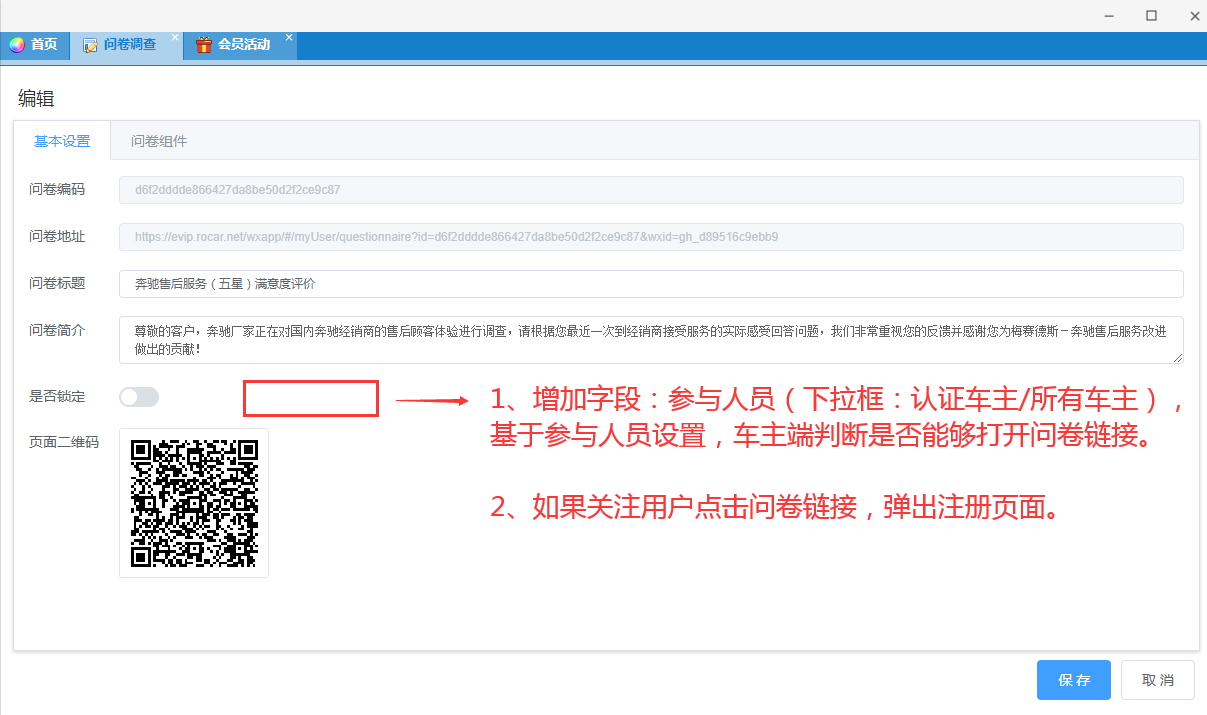 首页
问卷调查
会员活动
编辑
基本设置
问卷组件
问卷编码
d6f2dddde866427da8be50d2f2ce9c87
问卷地址
https://evip.rocar.net/wxapp/#/myUser/questionnaire?id=d6f2dddde866427da8be50d2f2ce9c87&wxid=gh_d89516c9ebb9
问卷标题
奔驰售后服务（五星）满意度评价
问卷简介
尊敬的客户，奔驰厂家正在对国内奔驰经销商的售后顾客体验进行调查，请根据您最近一次到经销商接受服务的实际感受回答问题，我们非常重视您的反馈并感谢您为梅赛德斯－奔驰售后服务改进
做出的贡献！
是否锁定
1、增加字段：参与人员（下拉框：认证车主/所有车主），
基于参与人员设置，车主端判断是否能够打开问卷链接。
页面二维码
2、如果关注用户点击问卷链接，弹出注册页面。
保存
取消